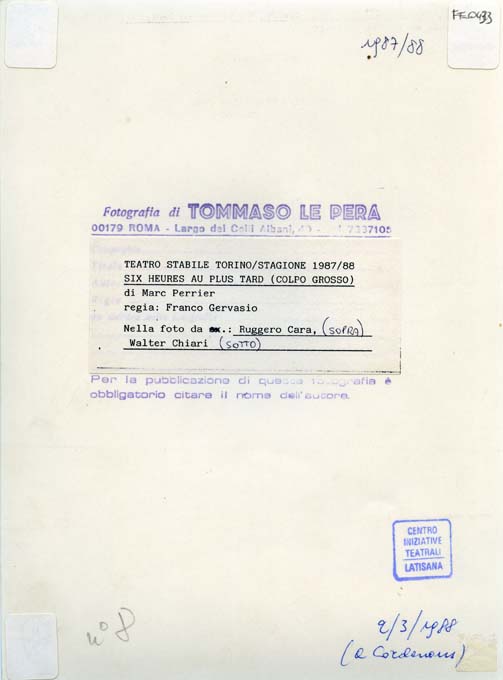 FF0433
1987/88
Fotografia di TOMMASO LE PERA
00179 ROMA - Largo dei Colli Albani, 40 - 7337105
TEATRO STABILE TORINO/STAGIONE 1987/88
SIX HEURES AU PLUS TARD (COLPO GROSSO)
di Marc Perrier
regia: Franco Gervasio
Nella foto da sx.: Ruggero Cara, (SOPRA)
Walter Chiari (SOTTO)
Per la pubblicazione di questa fotografia è
obbligatorio citare il nome dell'autore.
CENTRO
INIZIATIVE
TEATRALI
LATISANA
n° 8
2/3/1988
(a Cordenons)